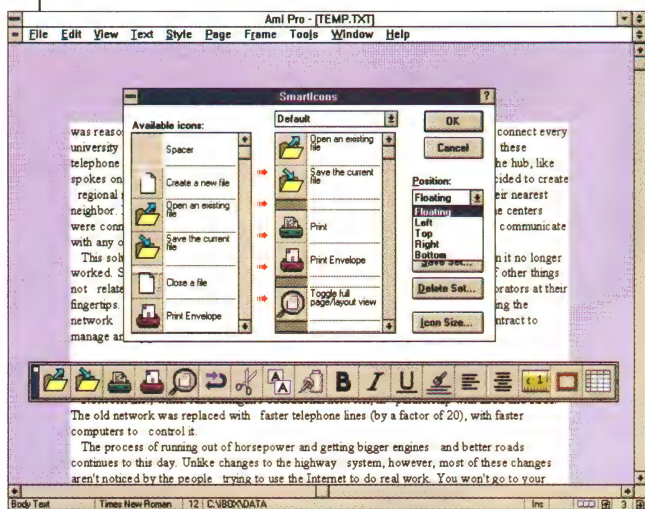 Ami Pro - [TEMP.TXT]
File Edit View Text Style Page Frame Tools Window Help
SmartIcons
?
Available icons:
Spacer
Create a new file
Open an existing
file
Save the current
file
Close a file
Print Envelope
Default
Open an existing
file
Save the current
file
Print
Print Envelope
Toggle full
page/layout view
OK
Cancel
Position:
Floating
Floating
Left
Top
Right
Bottom
Save Set...
Delete Set...
Icon Size...
was reaso connect every
university these
telephone he hub, like
spokes on cided to create
regional eir nearest
neighbor. e centers
were conn communicate
with any o
This solu n it no longer
worked. S f other things
not relate orators at their
fingertips. ng the
network ntract to
manage an
A A B I U
The old network was replaced with faster telephone lines (by a factor of 20), with faster
computers to control it.
The process of running out of horsepower and getting bigger engines and better roads
continues to this day. Unlike changes to the highway system, however, most of these changes
aren't noticed by the people trying to use the Internet to do real work. You won't go to your
Body Text Times New Roman 12 C:\BOX\DATA Ins 3